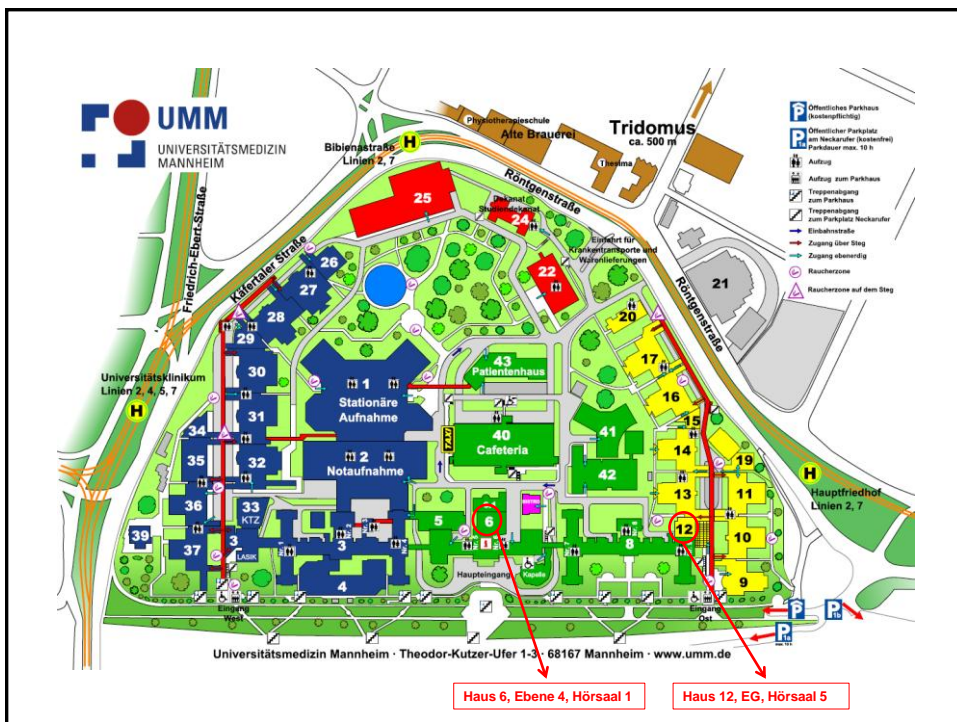 UMM
UNIVERSITÄTSMEDIZIN
MANNHEIM
Bibienastraße
Linien 2, 7
H
Physiotherapieschule
Alte Brauerei
Thesima
Tridomus
ca. 500 m
Öffentliches Parkhaus
(kostenpflichtig)
Öffentlicher Parkplatz
am Neckarufer (kostenfrei)
Parkdauer max. 10 h
Aufzug
Aufzug zum Parkhaus
Treppenabgang
zum Parkhaus
Treppenabgang
zum Parkplatz Neckarufer
Einbahnstraße
Zugang über Steg
Zugang ebenerdig
Raucherzone
Raucherzone auf dem Steg
Friedrich-Ebert-Straße
Käfertaler Straße
Röntgenstraße
Röntgenstraße
25
Dekanat
Studiendekanat
24
Einfahrt für
Krankentransporte und
Warenlieferungen
22
21
26
27
28
29
30
31
32
33
KTZ
34
35
36
37
39
Universitätsklinikum
Linien 2, 4, 5, 7
H
1
Stationäre
Aufnahme
2
Notaufnahme
43
Patientenhaus
TAXI
40
Cafeteria
41
42
20
17
16
15
14
13
19
11
12
10
9
H
Hauptfriedhof
Linien 2, 7
3
LASIK
3
4
5
6
8
Kapelle
Haupteingang
Eingang
West
Eingang
Ost
P
P
1b
P
1a
Universitätsmedizin Mannheim · Theodor-Kutzer-Ufer 1-3 · 68167 Mannheim · www.umm.de
Haus 6, Ebene 4, Hörsaal 1
Haus 12, EG, Hörsaal 5